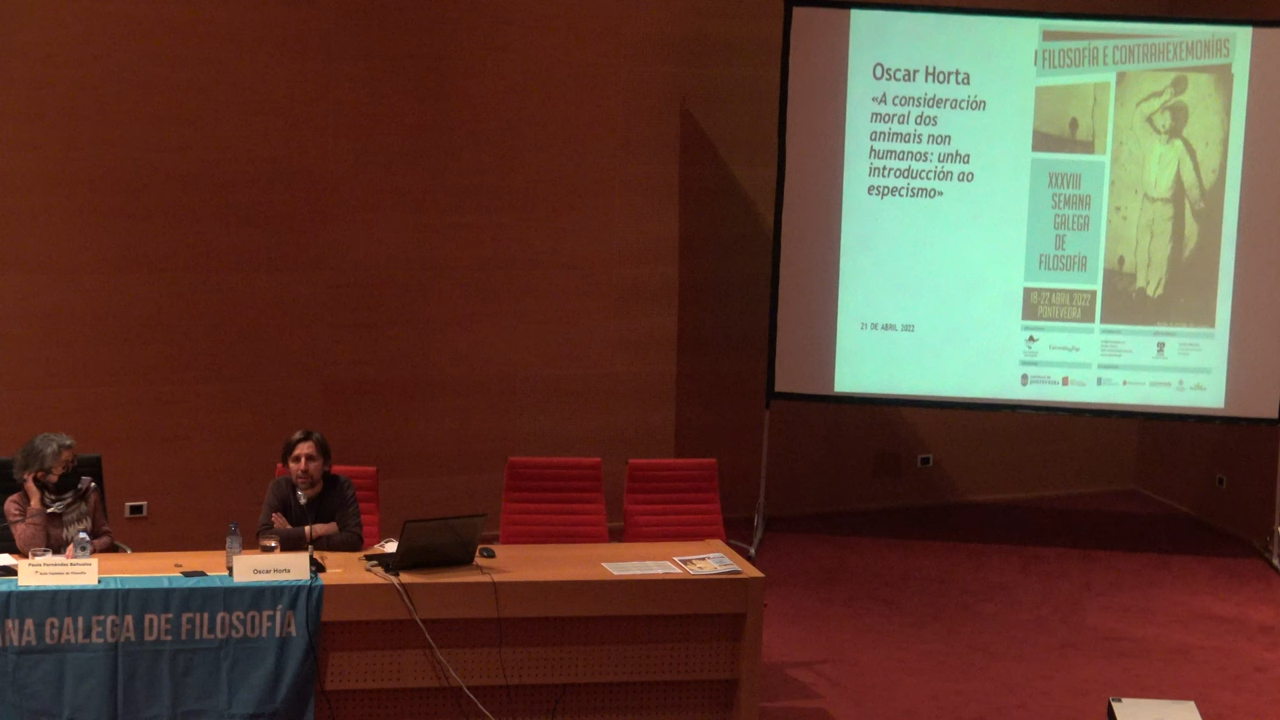 Oscar Horta
«A consideración
moral dos
animais non
humanos: unha
introducción ao
especismo»
21 DE ABRIL 2022
FILOSOFÍA E CONTRAHEXEMONÍAS
XXXVIII
SEMANA
GALEGA
DE
FILOSOFÍA
18-22 ABRIL 2022
PONTEVEDRA
Oscar Horta
ANA GALEGA DE FILOSOFÍA